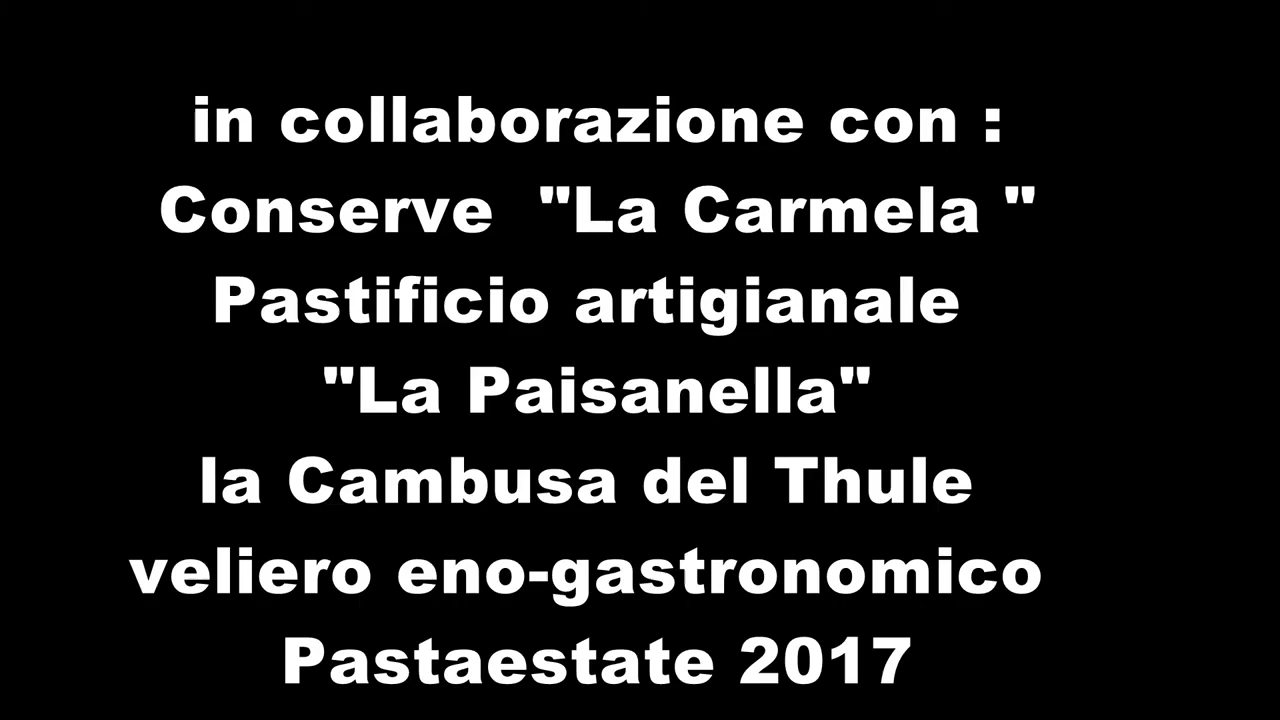 in collaborazione con :
Conserve  "La Carmela "
Pastificio artigianale
"La Paisanella"
la Cambusa del Thule
veliero eno-gastronomico
Pastaestate 2017